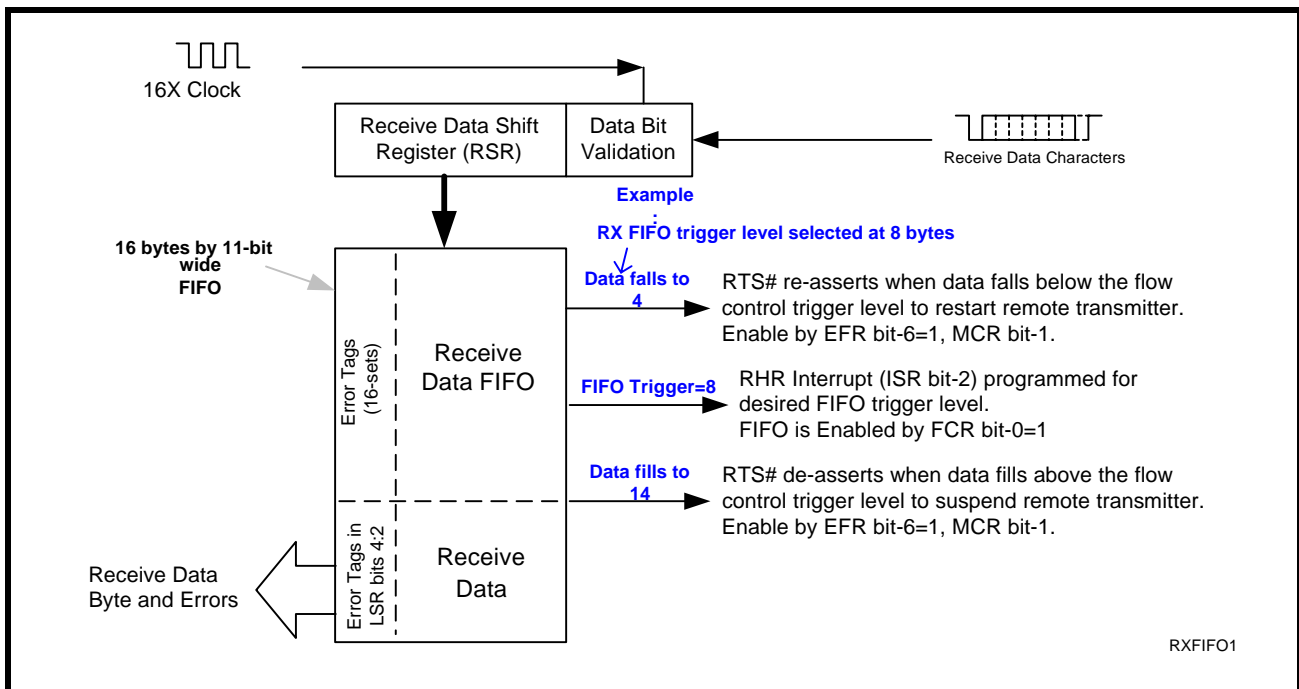 16X Clock
Receive Data Shift
Register (RSR)
Data Bit
Validation
Receive Data Characters
Example
:
RX FIFO trigger level selected at 8 bytes
16 bytes by 11-bit
wide
FIFO
Error Tags
(16-sets)
Receive
Data FIFO
Data falls to
4
RTS# re-asserts when data falls below the flow
control trigger level to restart remote transmitter.
Enable by EFR bit-6=1, MCR bit-1.
FIFO Trigger=8
RHR Interrupt (ISR bit-2) programmed for
desired FIFO trigger level.
FIFO is Enabled by FCR bit-0=1
Data fills to
14
RTS# de-asserts when data fills above the flow
control trigger level to suspend remote transmitter.
Enable by EFR bit-6=1, MCR bit-1.
Error Tags in
LSR bits 4:2
Receive
Data
Receive Data
Byte and Errors
RXFIFO1